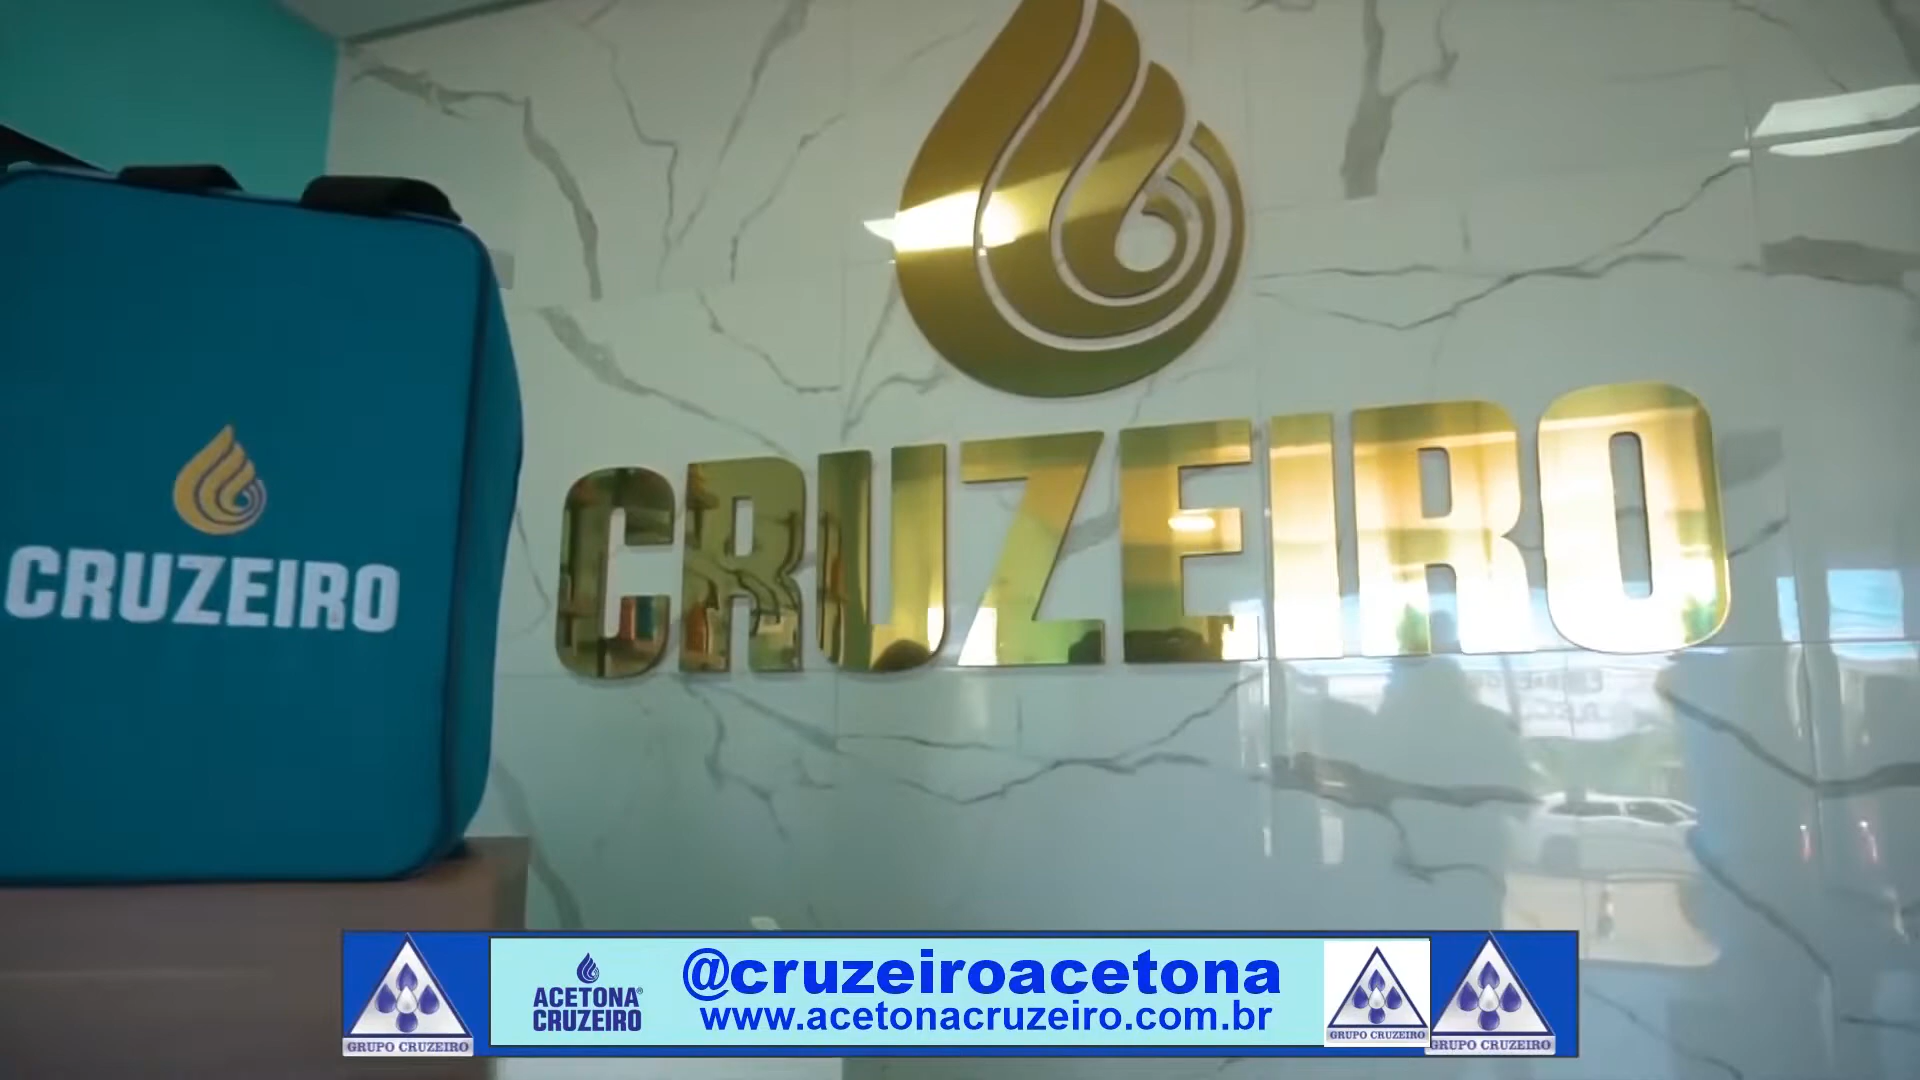 CRUZEIRO
CRUZEIRO
ACETONA®
CRUZEIRO
@cruzeiroacetona
www.acetonacruzeiro.com.br
GRUPO CRUZEIRO
GRUPO CRUZEIRO
GRUPO CRUZEIRO